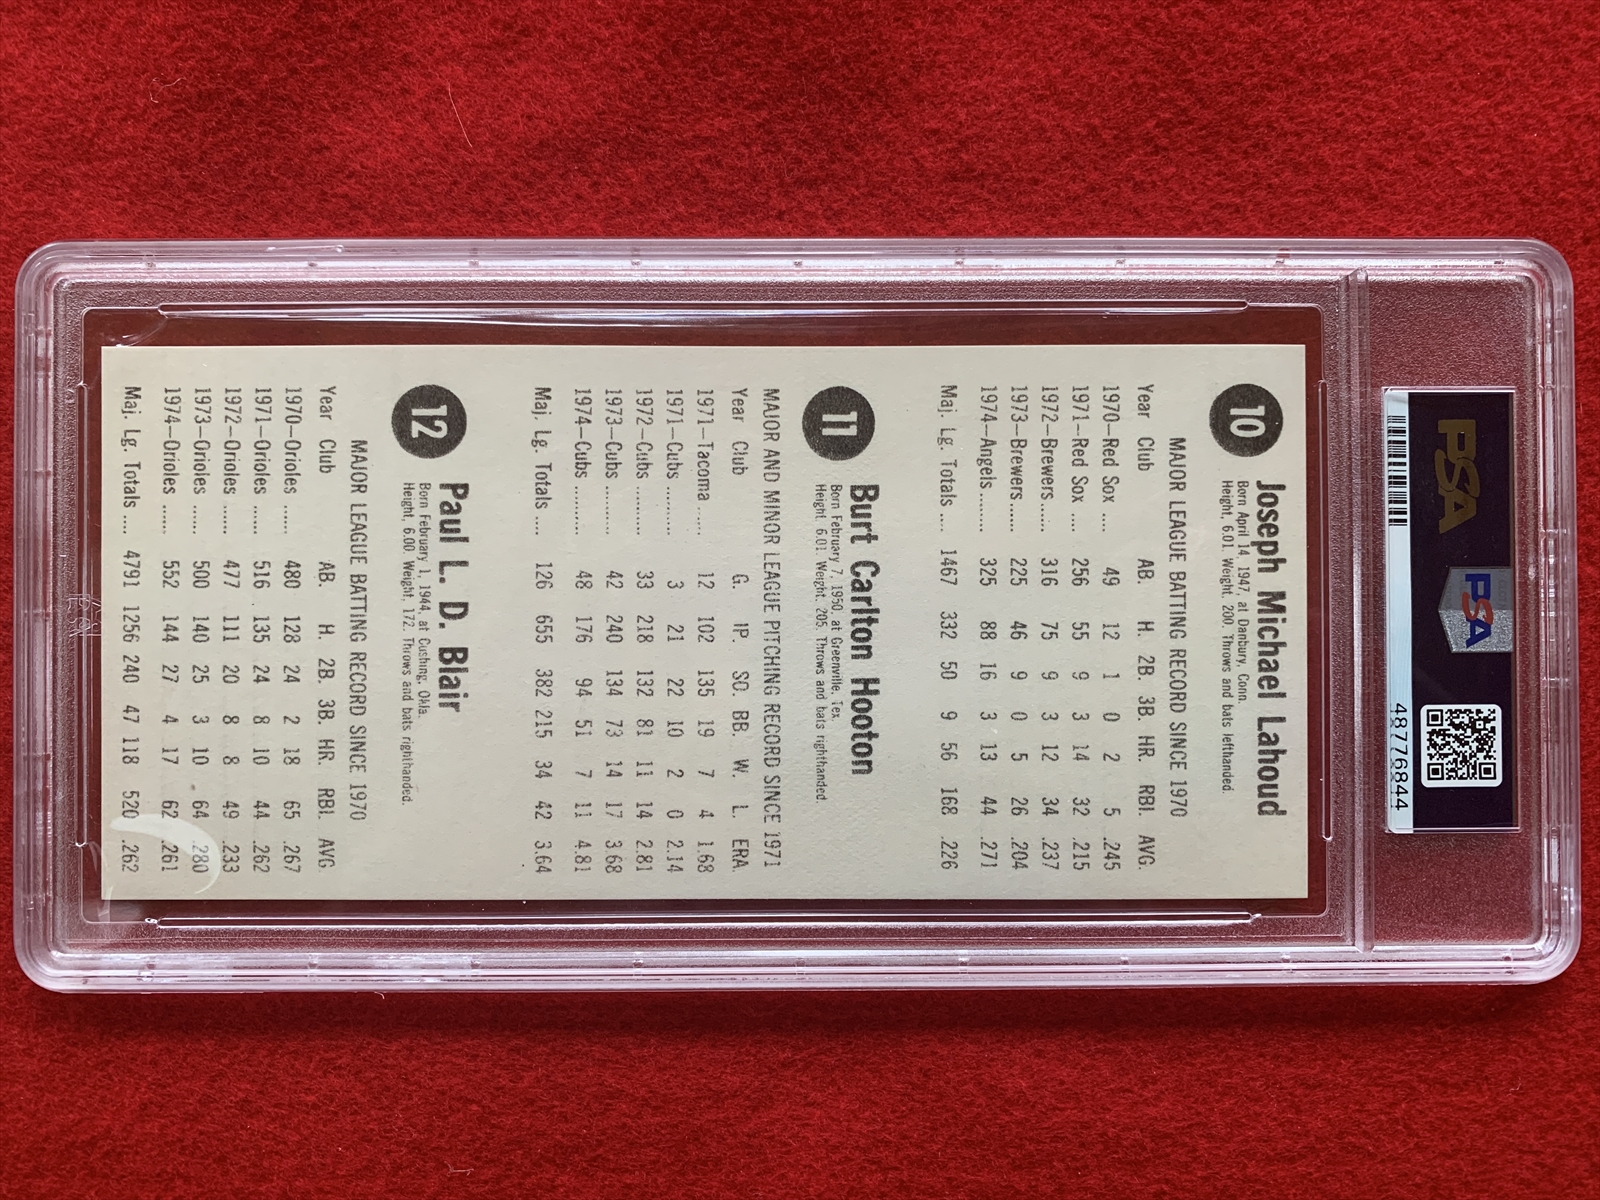 PSA
PSA
48776844
10
Joseph Michael Lahoud
Born April 14, 1947, at Danbury, Conn.
Height, 6.01. Weight, 200. Throws and bats lefthanded.
MAJOR LEAGUE BATTING RECORD SINCE 1970
Year Club AB. H. 2B. 3B. HR. RBI. AVG.
1970—Red Sox .... 49 12 1 0 2 5 .245
1971—Red Sox .... 256 55 9 3 14 32 .215
1972—Brewers...... 316 75 9 3 12 34 .237
1973—Brewers...... 225 46 9 0 5 26 .204
1974—Angels....... 325 88 16 3 13 44 .271
Maj. Lg. Totals .... 1467 332 50 9 56 168 .226
11
Burt Carlton Hooton
Born February 7, 1950, at Greenville, Tex.
Height, 6.01. Weight, 205. Throws and bats righthanded.
MAJOR AND MINOR LEAGUE PITCHING RECORD SINCE 1971
Year Club G. IP. SO. BB. W. L. ERA.
1971—Tacoma ...... 12 102 135 19 7 4 1.68
1971—Cubs .......... 3 21 22 10 2 0 2.14
1972—Cubs .......... 33 218 132 81 11 14 2.81
1973—Cubs .......... 42 240 134 73 14 17 3.68
1974—Cubs .......... 48 176 94 51 7 11 4.81
Maj. Lg. Totals .... 126 655 382 215 34 42 3.64
12
Paul L. D. Blair
Born February 1, 1944, at Cushing, Okla.
Height, 6.00. Weight, 172. Throws and bats righthanded.
MAJOR LEAGUE BATTING RECORD SINCE 1970
Year Club AB. H. 2B. 3B. HR. RBI. AVG.
1970—Orioles ...... 480 128 24 2 18 65 .267
1971—Orioles ...... 516 135 24 8 10 44 .262
1972—Orioles ...... 477 111 20 8 8 49 .233
1973—Orioles ...... 500 140 25 3 10 64 .280
1974—Orioles ...... 552 144 27 4 17 62 .261
Maj. Lg. Totals .... 4791 1256 240 47 118 520 .262